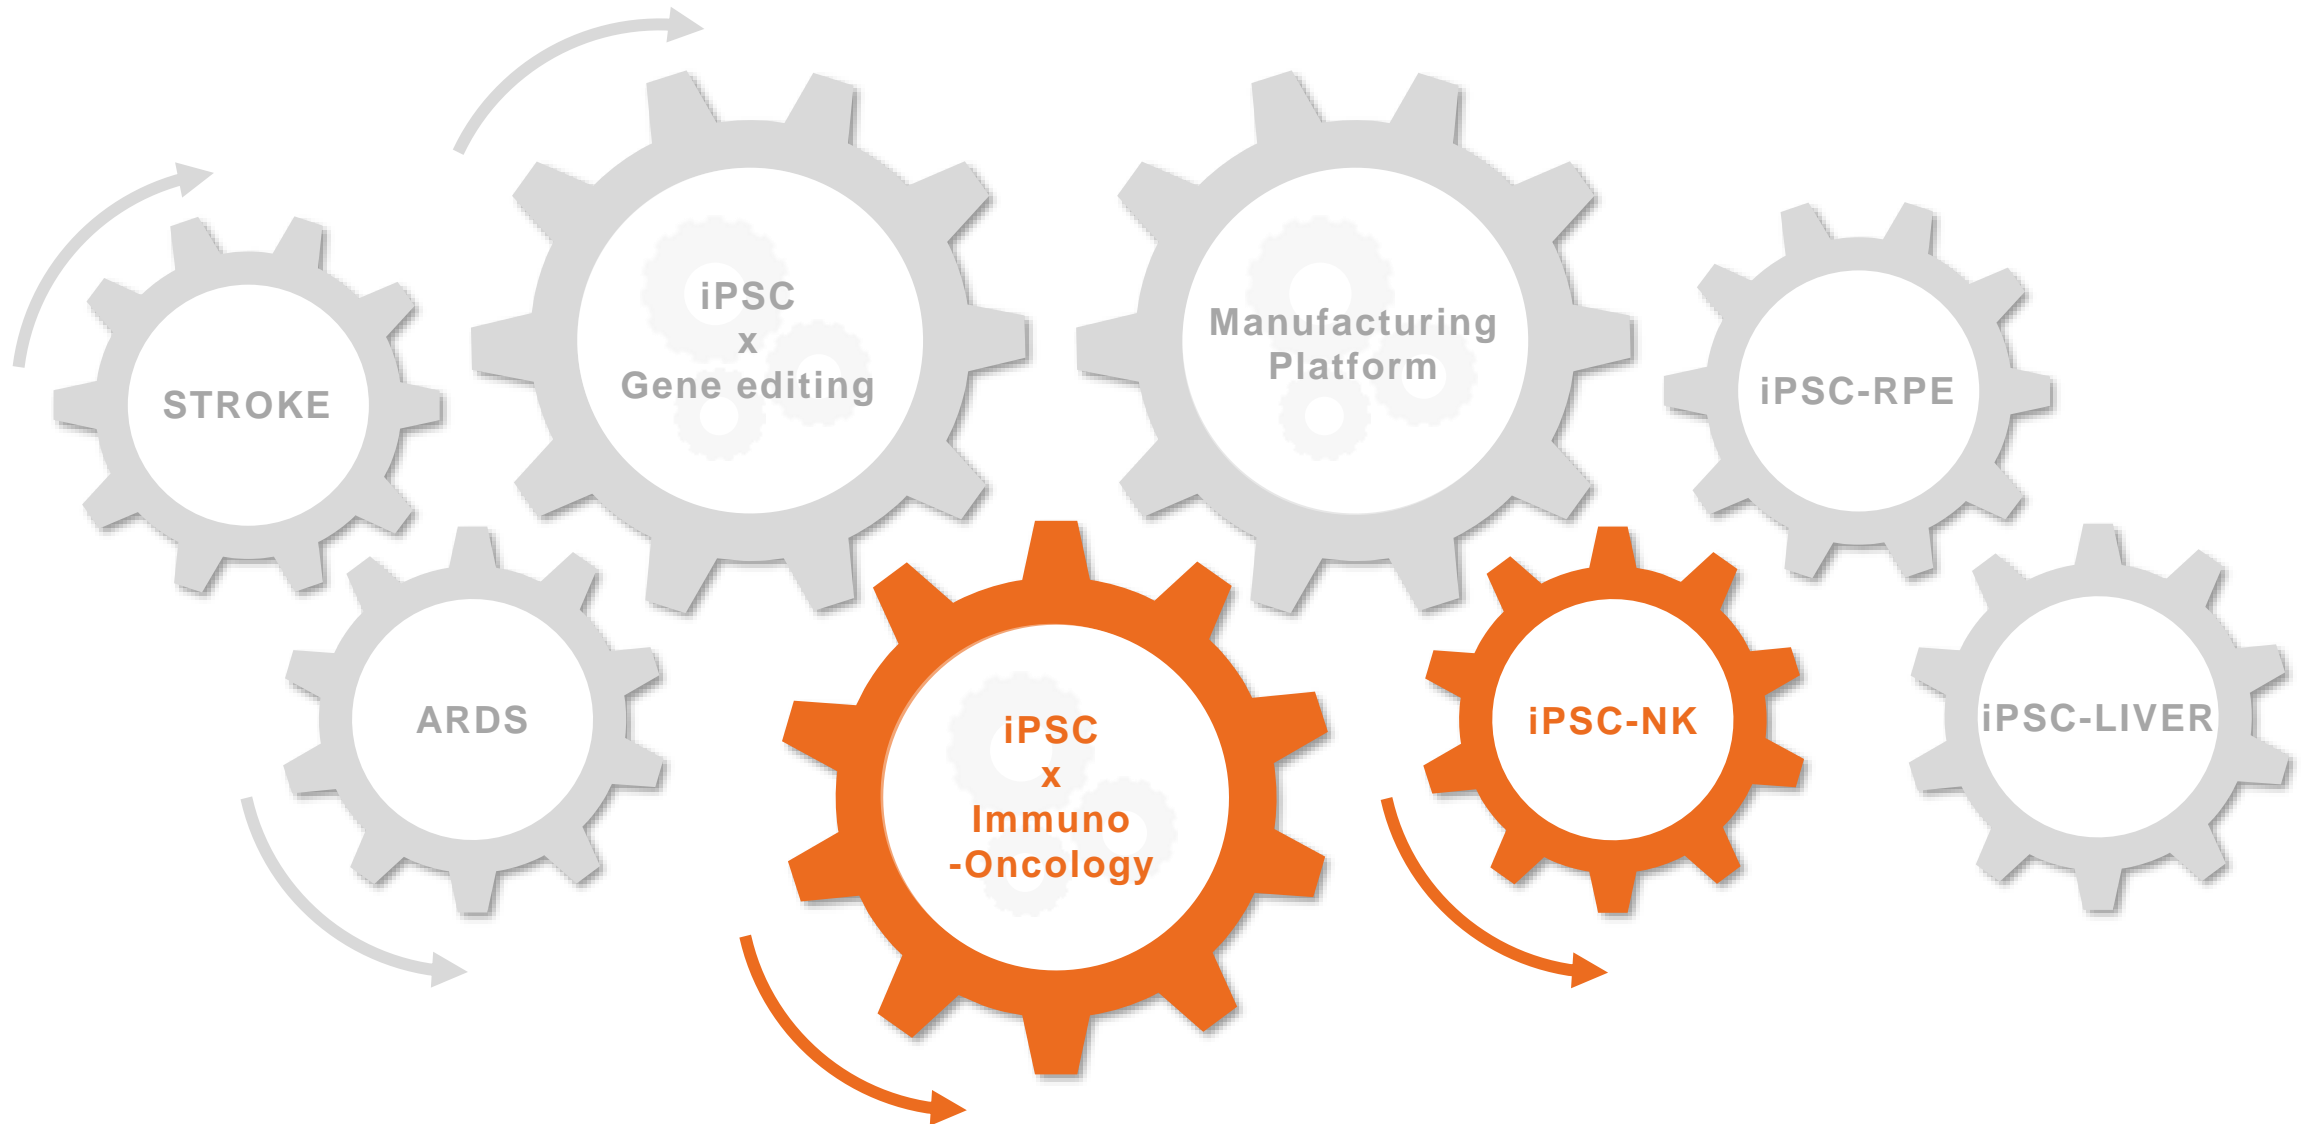 STROKE
iPSC
x
Gene editing
Manufacturing
Platform
iPSC-RPE
ARDS
iPSC
x
Immuno
-Oncology
iPSC-NK
iPSC-LIVER